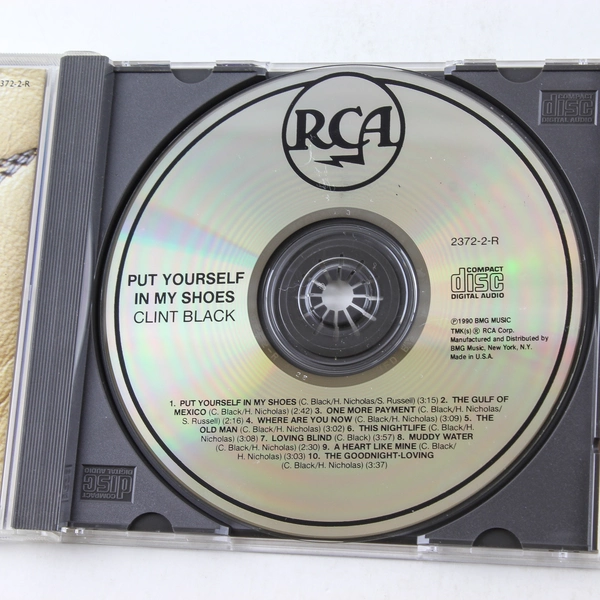 372-2-R
COMPACT
disc
DIGITAL AUDIO
RCA
2372-2-R
PUT YOURSELF
IN MY SHOES
CLINT BLACK
COMPACT
disc
DIGITAL AUDIO
℗1990 BMG MUSIC
TMK(s) ® RCA Corp.
Manufactured and Distributed by
BMG Music, New York, N.Y.
Made in U.S.A.
1. PUT YOURSELF IN MY SHOES (C. Black/H. Nicholas/S. Russell) (3:15) 2. THE GULF OF
MEXICO (C. Black/H. Nicholas) (2:42) 3. ONE MORE PAYMENT (C. Black/H. Nicholas/
S. Russell) (2:16) 4. WHERE ARE YOU NOW (C. Black/H. Nicholas) (3:09) 5. THE
OLD MAN (C. Black/H. Nicholas) (3:02) 6. THIS NIGHTLIFE (C. Black/H.
Nicholas) (3:08) 7. LOVING BLIND (C. Black) (3:57) 8. MUDDY WATER
(C. Black/H. Nicholas) (2:30) 9. A HEART LIKE MINE (C. Black/
H. Nicholas) (3:03) 10. THE GOODNIGHT-LOVING
(C. Black/H. Nicholas) (3:37)
COMPACT
disc
DIGITAL AUDIO